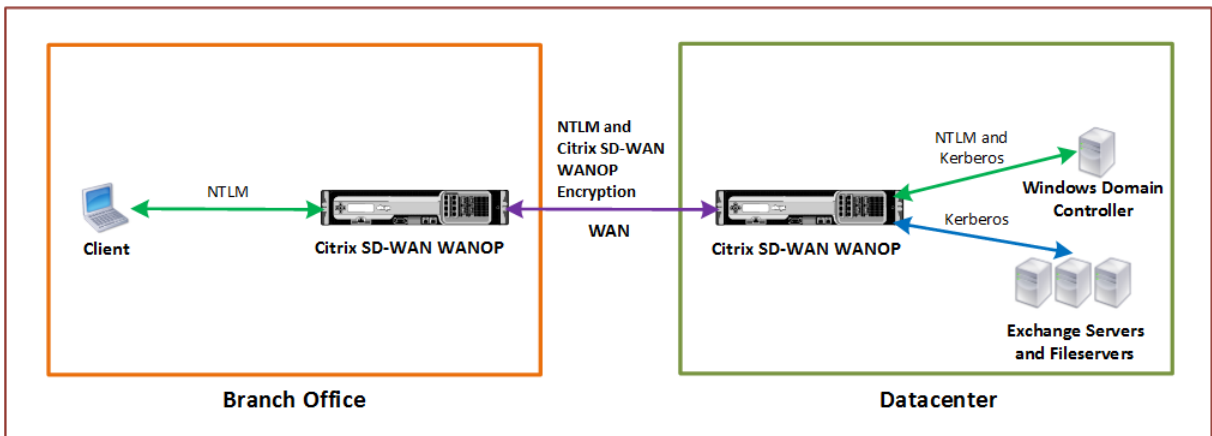 NTLM and
Citrix SD-WAN
WANOP
Encryption
NTLM and
Kerberos
NTLM
Windows Domain
Controller
Kerberos
WAN
Client
Citrix SD-WAN WANOP
Citrix SD-WAN WANOP
Exchange Servers
and Fileservers
Branch Office
Datacenter